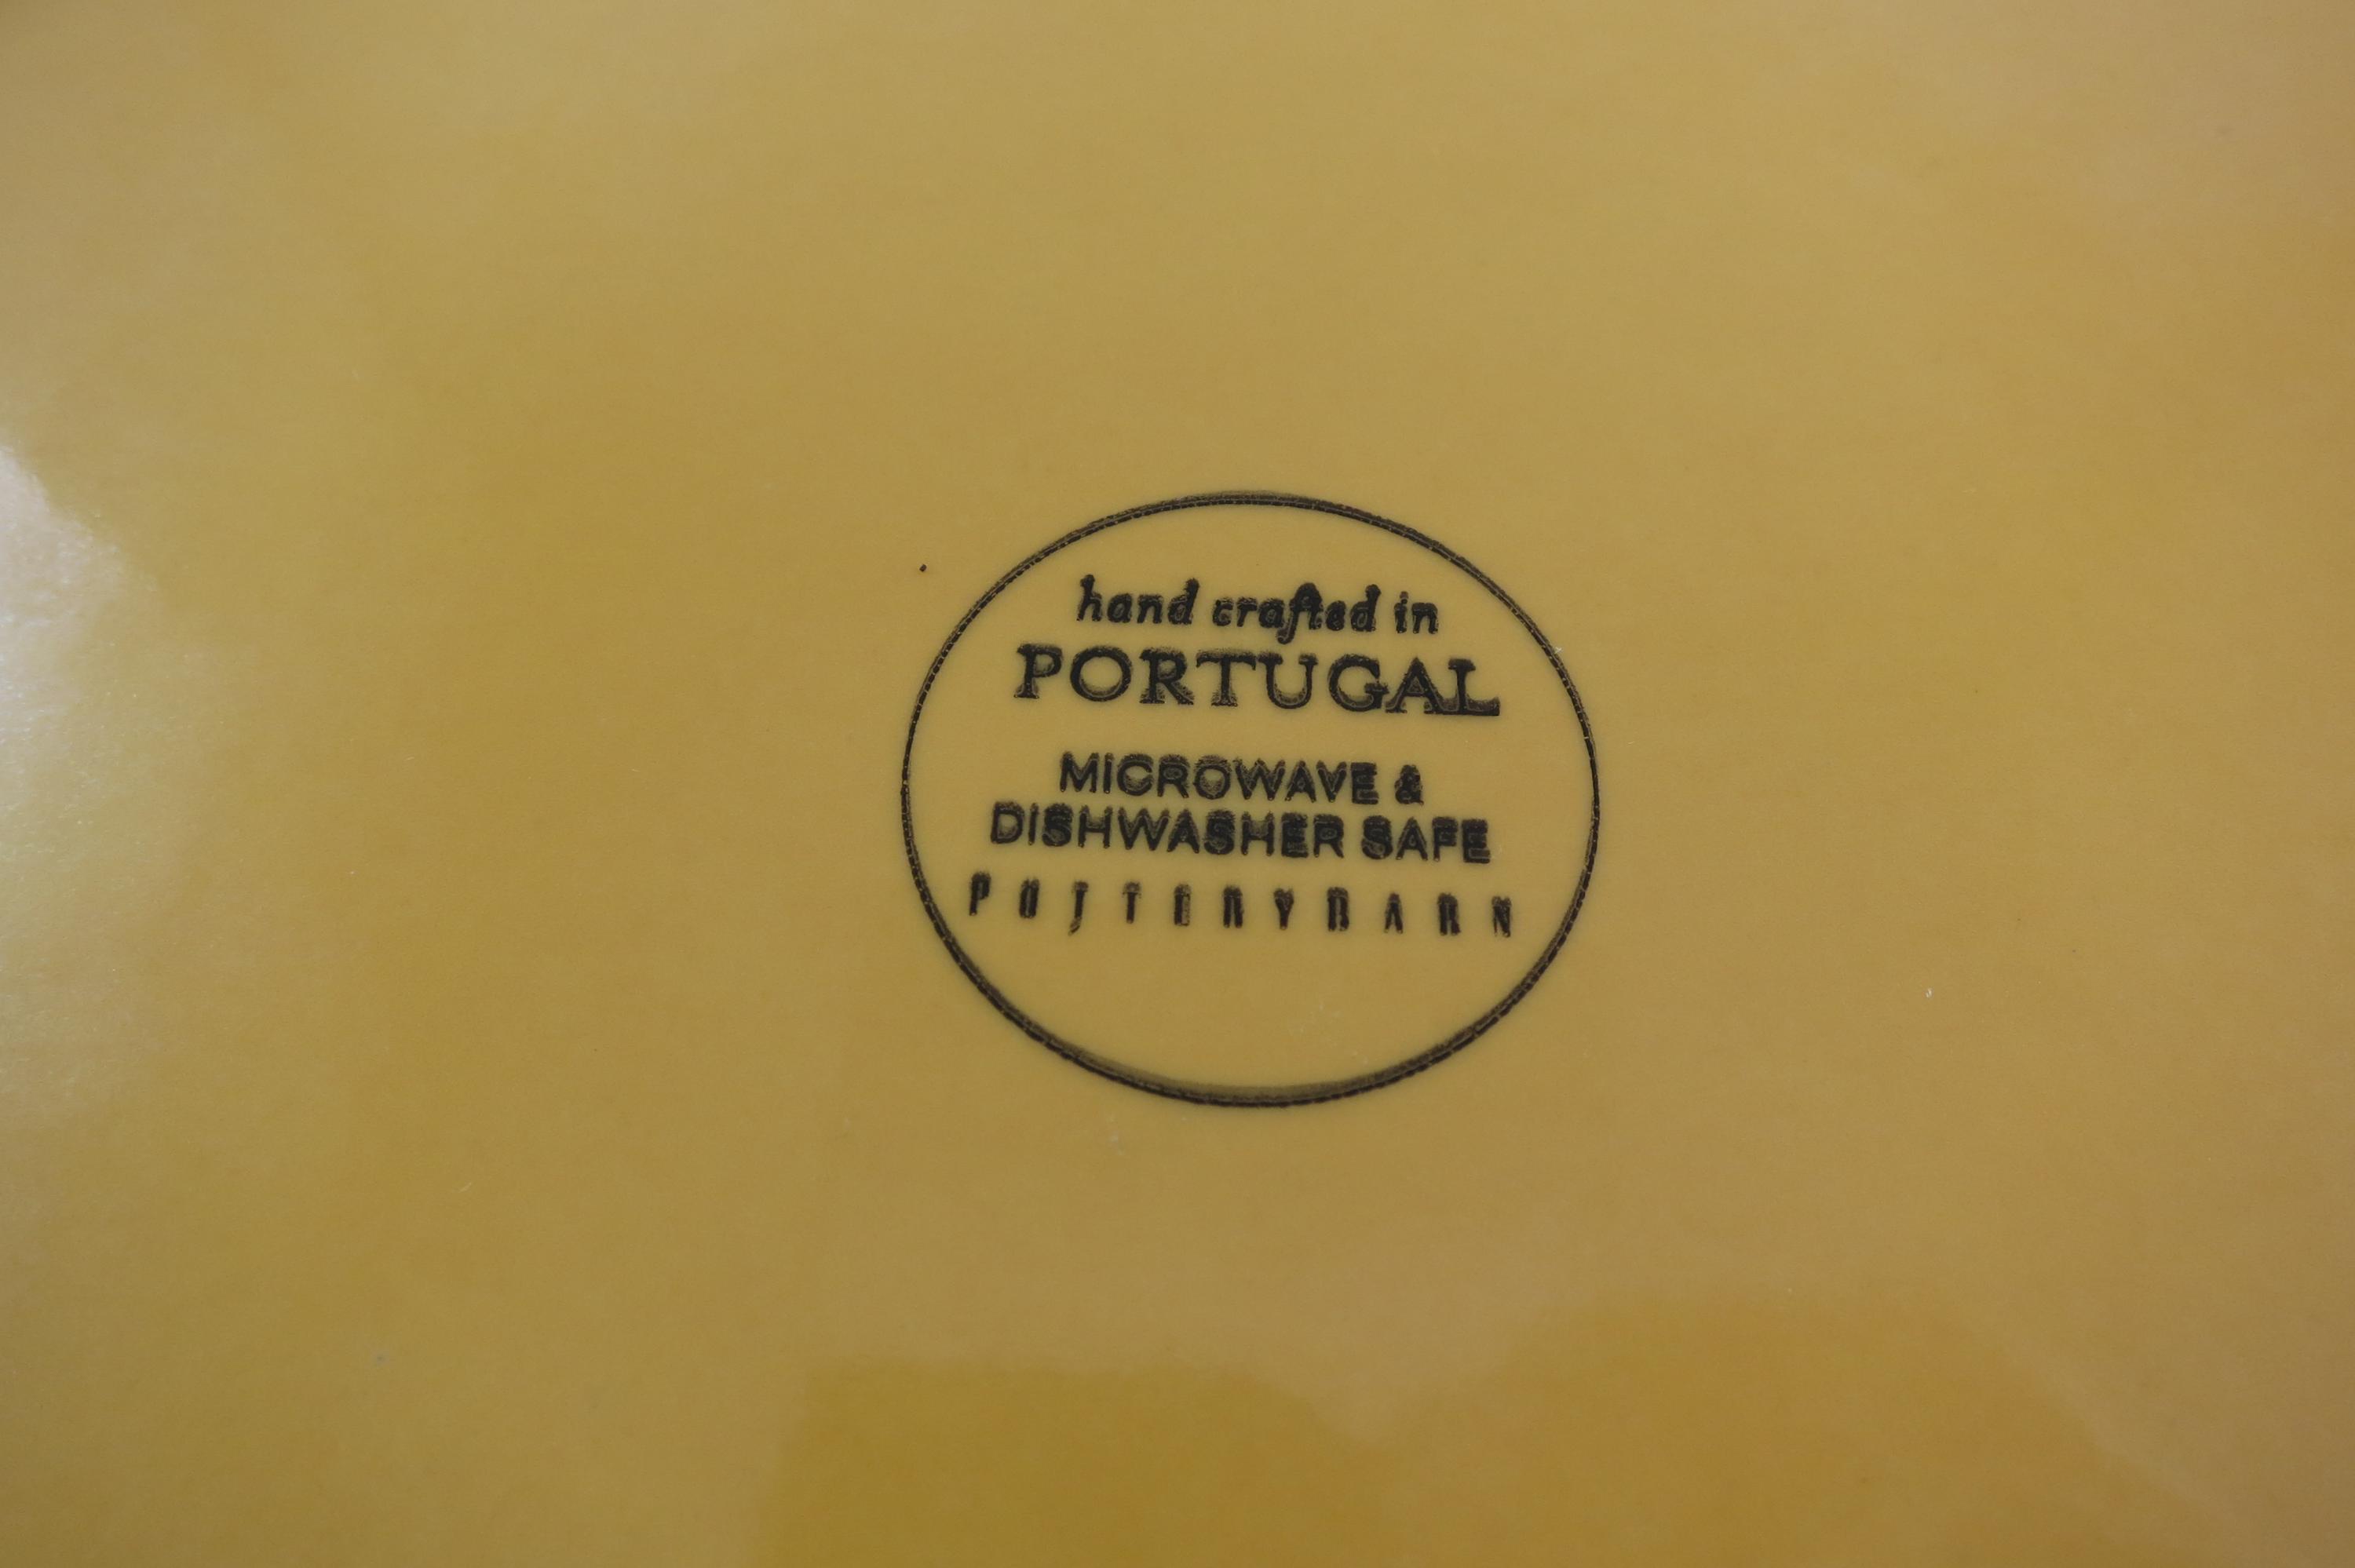 hand crafted in
PORTUGAL
MICROWAVE &
DISHWASHER SAFE
POTTERYBARN